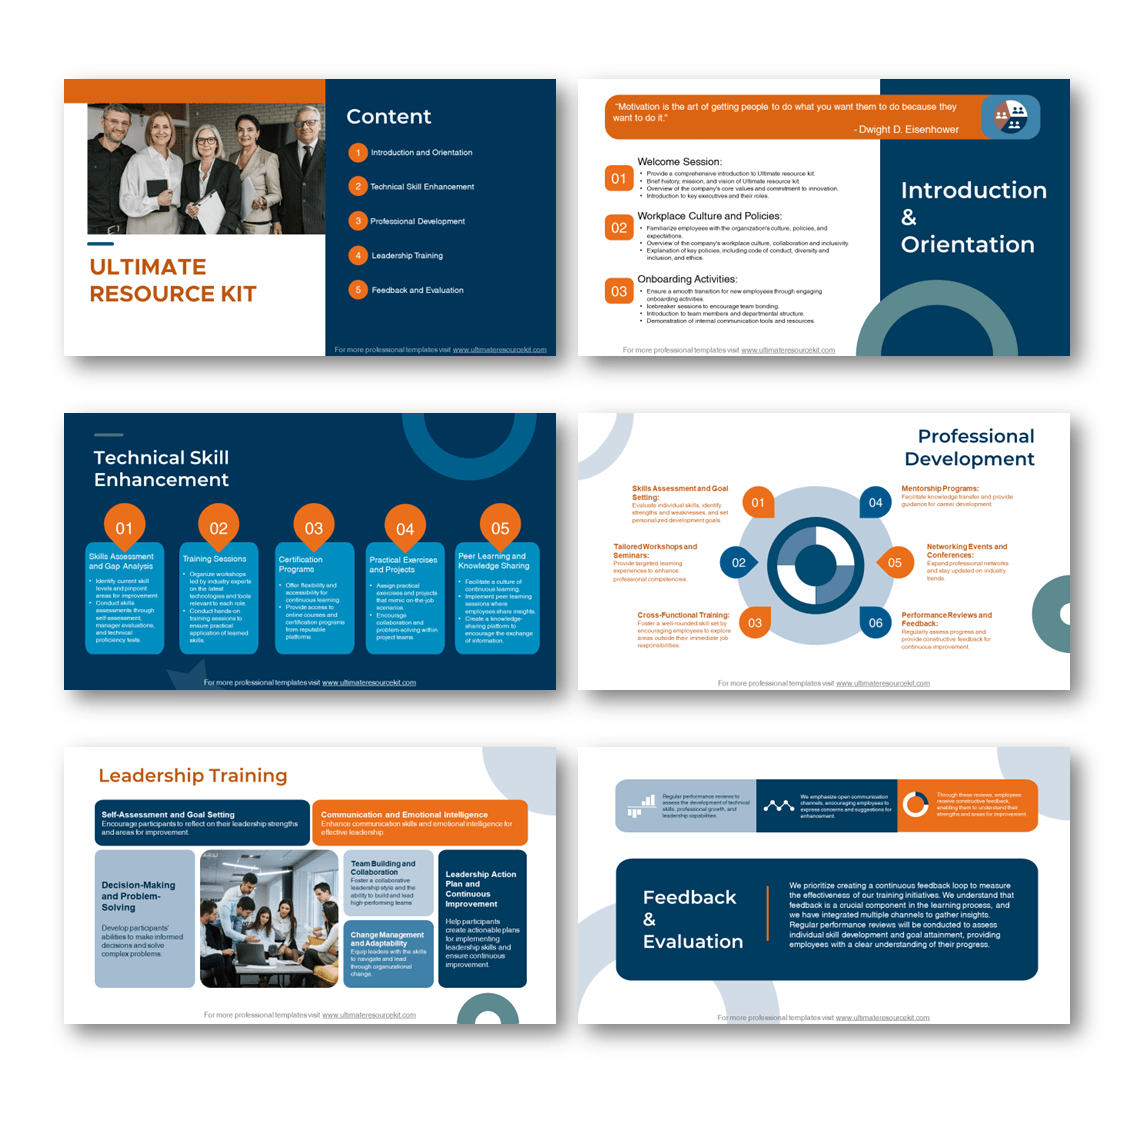 ULTIMATE
RESOURCE KIT
Content
1 Introduction and Orientation
2 Technical Skill Enhancement
3 Professional Development
4 Leadership Training
5 Feedback and Evaluation
For more professional templates visit www.ultimateresourcekit.com
"Motivation is the art of getting people to do what you want them to do because they
want to do it."
- Dwight D. Eisenhower
Introduction
&
Orientation
01
Welcome Session:
• Provide a comprehensive introduction to Ultimate resource kit.
• Brief history, mission, and vision of Ultimate resource kit.
• Overview of the company's core values and commitment to innovation.
• Introduction to key executives and their roles.
02
Workplace Culture and Policies:
• Familiarize employees with the organization's culture, policies, and
expectations.
• Overview of the company's workplace culture, collaboration and inclusivity.
• Explanation of key policies, including code of conduct, diversity and
inclusion, and ethics.
03
Onboarding Activities:
• Ensure a smooth transition for new employees through engaging
onboarding activities.
• Icebreaker sessions to encourage team bonding.
• Introduction to team members and departmental structure.
• Demonstration of internal communication tools and resources.
For more professional templates visit www.ultimateresourcekit.com
Technical Skill
Enhancement
01
Skills Assessment
and Gap Analysis
• Identify current skill
levels and pinpoint
areas for improvement.
• Conduct skills
assessments through
self-assessment,
manager evaluations,
and technical
proficiency tests.
02
Training Sessions
• Organize workshops
led by industry experts
on the latest
technologies and tools
relevant to each role.
• Conduct hands-on
training sessions to
ensure practical
application of learned
skills.
03
Certification
Programs
• Offer flexibility and
accessibility for
continuous learning.
• Provide access to
online courses and
certification programs
from reputable
platforms.
04
Practical Exercises
and Projects
• Assign practical
exercises and projects
that mimic on-the-job
scenarios.
• Encourage
collaboration and
problem-solving within
project teams.
05
Peer Learning and
Knowledge Sharing
• Facilitate a culture of
continuous learning.
• Implement peer learning
sessions where
employees share insights.
• Create a knowledge-
sharing platform to
encourage the exchange
of information.
For more professional templates visit www.ultimateresourcekit.com
Professional
Development
Skills Assessment and Goal
Setting:
Evaluate individual skills, identify
strengths and weaknesses, and set
personalized development goals.
01
Tailored Workshops and
Seminars:
Provide targeted learning
experiences to enhance
professional competencies.
02
Cross-Functional Training:
Foster a well-rounded skill set by
encouraging employees to explore
areas outside their immediate job
responsibilities.
03
04
Mentorship Programs:
Facilitate knowledge transfer and provide
guidance for career development.
05
Networking Events and
Conferences:
Expand professional networks
and stay updated on industry
trends
06
Performance Reviews and
Feedback:
Regularly assess progress and
provide constructive feedback for
continuous improvement.
For more professional templates visit www.ultimateresourcekit.com
Leadership Training
Self-Assessment and Goal Setting
Encourage participants to reflect on their leadership strengths
and areas for improvement.
Communication and Emotional Intelligence
Enhance communication skills and emotional intelligence for
effective leadership
Decision-Making
and Problem-
Solving
Develop participants'
abilities to make informed
decisions and solve
complex problems.
Team Building and
Collaboration
Foster a collaborative
leadership style and the
ability to build and lead
high-performing teams
Change Management
and Adaptability
Equip leaders with the skills
to navigate and lead
through organizational
change.
Leadership Action
Plan and
Continuous
Improvement
Help participants
create actionable plans
for implementing
leadership skills and
ensure continuous
improvement.
For more professional templates visit www.ultimateresourcekit.com
Regular performance reviews to
assess the development of technical
skills, professional growth, and
leadership capabilities.
We emphasize open communication
channels, encouraging employees to
express concerns and suggestions for
enhancement.
Through these reviews, employees
receive constructive feedback,
enabling them to understand their
strengths and areas for improvement.
Feedback
&
Evaluation
We prioritize creating a continuous feedback loop to measure
the effectiveness of our training initiatives. We understand that
feedback is a crucial component in the learning process, and
we have integrated multiple channels to gather insights.
Regular performance reviews will be conducted to assess
individual skill development and goal attainment, providing
employees with a clear understanding of their progress.
For more professional templates visit www.ultimateresourcekit.com